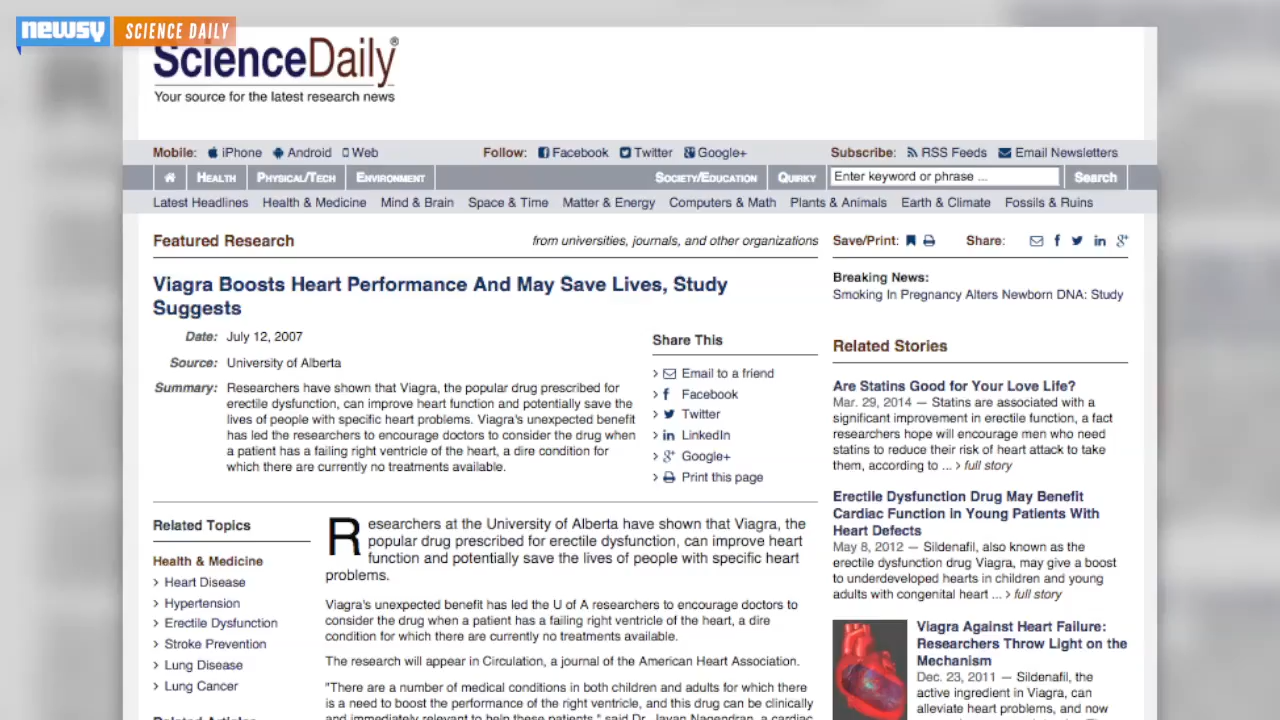 newsy SCIENCE DAILY
ScienceDaily®
Your source for the latest research news
Mobile: iPhone Android Web Follow: Facebook Twitter Google+ Subscribe: RSS Feeds Email Newsletters
HEALTH PHYSICAL/TECH ENVIRONMENT SOCIETY/EDUCATION QUIRKY Enter keyword or phrase ... Search
Latest Headlines Health & Medicine Mind & Brain Space & Time Matter & Energy Computers & Math Plants & Animals Earth & Climate Fossils & Ruins
Featured Research
from universities, journals, and other organizations
Viagra Boosts Heart Performance And May Save Lives, Study
Suggests
Date: July 12, 2007
Source: University of Alberta
Summary: Researchers have shown that Viagra, the popular drug prescribed for
erectile dysfunction, can improve heart function and potentially save the
lives of people with specific heart problems. Viagra's unexpected benefit
has led the researchers to encourage doctors to consider the drug when
a patient has a failing right ventricle of the heart, a dire condition for
which there are currently no treatments available.
Share This
> Email to a friend
> Facebook
> Twitter
> LinkedIn
> Google+
> Print this page
Related Topics
Health & Medicine
> Heart Disease
> Hypertension
> Erectile Dysfunction
> Stroke Prevention
> Lung Disease
> Lung Cancer
Related Articles
Researchers at the University of Alberta have shown that Viagra, the
popular drug prescribed for erectile dysfunction, can improve heart
function and potentially save the lives of people with specific heart
problems.
Viagra's unexpected benefit has led the U of A researchers to encourage doctors to
consider the drug when a patient has a failing right ventricle of the heart, a dire
condition for which there are currently no treatments available.
The research will appear in Circulation, a journal of the American Heart Association.
"There are a number of medical conditions in both children and adults for which there
is a need to boost the performance of the right ventricle, and this drug can be clinically
and immediately relevant to help these patients," said Dr. Jayan Nagendran, a cardiac
Save/Print: Share:
Breaking News:
Smoking In Pregnancy Alters Newborn DNA: Study
Related Stories
Are Statins Good for Your Love Life?
Mar. 29, 2014 — Statins are associated with a
significant improvement in erectile function, a fact
researchers hope will encourage men who need
statins to reduce their risk of heart attack to take
them, according to ... > full story
Erectile Dysfunction Drug May Benefit
Cardiac Function in Young Patients With
Heart Defects
May 8, 2012 — Sildenafil, also known as the
erectile dysfunction drug Viagra, may give a boost
to underdeveloped hearts in children and young
adults with congenital heart ... > full story
Viagra Against Heart Failure:
Researchers Throw Light on the
Mechanism
Dec. 23, 2011 — Sildenafil, the
active ingredient in Viagra, can
alleviate heart problems, and now